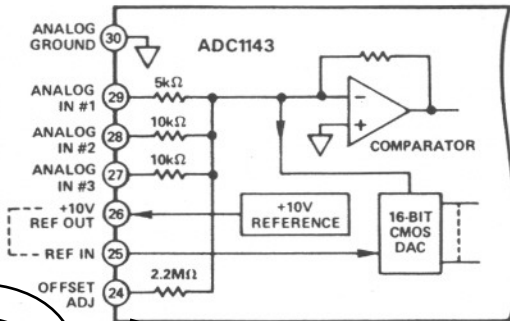 ANALOG
GROUND
30
ADC1143
ANALOG
IN #1
29
5kΩ
ANALOG
IN #2
28
10kΩ
ANALOG
IN #3
27
10kΩ
−
+
COMPARATOR
+10V
REF OUT
26
+10V
REFERENCE
16-BIT
CMOS
DAC
REF IN
25
OFFSET
ADJ
24
2.2MΩ